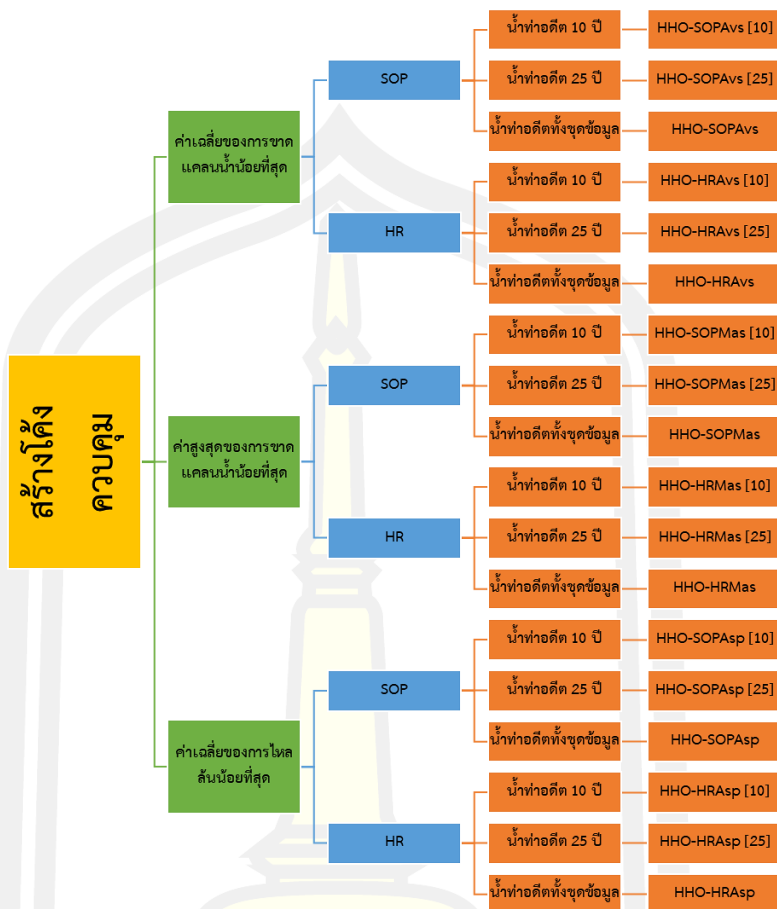 สร้างโค้ง
ควบคุม
ค่าเฉลี่ยของการขาด
แคลนน้ำน้อยที่สุด
SOP
น้ำท่าอดีต 10 ปี
HHO-SOPAvs [10]
น้ำท่าอดีต 25 ปี
HHO-SOPAvs [25]
น้ำท่าอดีตทั้งชุดข้อมูล
HHO-SOPAvs
HR
น้ำท่าอดีต 10 ปี
HHO-HRAvs [10]
น้ำท่าอดีต 25 ปี
HHO-HRAvs [25]
น้ำท่าอดีตทั้งชุดข้อมูล
HHO-HRAvs
ค่าสูงสุดของการขาด
แคลนน้ำน้อยที่สุด
SOP
น้ำท่าอดีต 10 ปี
HHO-SOPMas [10]
น้ำท่าอดีต 25 ปี
HHO-SOPMas [25]
น้ำท่าอดีตทั้งชุดข้อมูล
HHO-SOPMas
HR
น้ำท่าอดีต 10 ปี
HHO-HRMas [10]
น้ำท่าอดีต 25 ปี
HHO-HRMas [25]
น้ำท่าอดีตทั้งชุดข้อมูล
HHO-HRMas
ค่าเฉลี่ยของการไหล
ล้นน้อยที่สุด
SOP
น้ำท่าอดีต 10 ปี
HHO-SOPAsp [10]
น้ำท่าอดีต 25 ปี
HHO-SOPAsp [25]
น้ำท่าอดีตทั้งชุดข้อมูล
HHO-SOPAsp
HR
น้ำท่าอดีต 10 ปี
HHO-HRAsp [10]
น้ำท่าอดีต 25 ปี
HHO-HRAsp [25]
น้ำท่าอดีตทั้งชุดข้อมูล
HHO-HRAsp